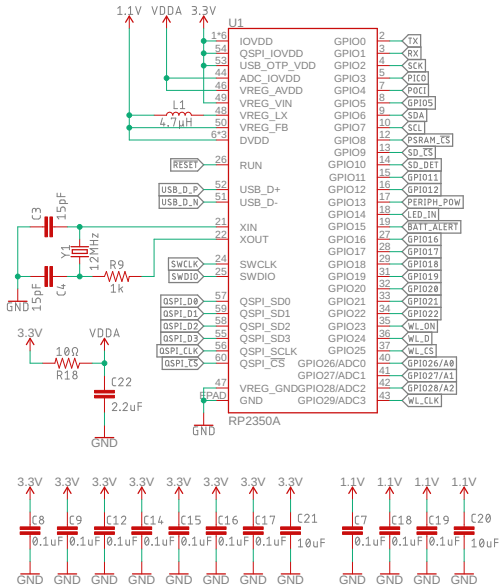 1.1V VDDA 3.3V
U1
1*6 IOVDD GPIO0 2 TX
54 QSPI_IOVDD GPIO1 3 RX
53 USB_OTP_VDD GPIO2 4 SCK
44 ADC_IOVDD GPIO3 5 PICO
46 VREG_AVDD GPIO4 7 POCI
49 VREG_VIN GPIO5 8 GPIO5
L1 48 VREG_LX GPIO6 9 SDA
4.7µH 50 VREG_FB GPIO7 10 SCL
6*3 DVDD GPIO8 12 PSRAM_CS
GPIO9 13 SD_CS
RESET 26 RUN GPIO10 14 SD_DET
GPIO11 15 GPIO11
USB_D_P 52 USB_D+ GPIO12 16 GPIO12
USB_D_N 51 USB_D- GPIO13 17 PERIPH_POW
C3 15pF GPIO14 18 LED_IN
21 XIN GPIO15 19 BATT_ALERT
Y1 12MHz 22 XOUT GPIO16 27 GPIO16
GPIO17 28 GPIO17
R9 SWCLK 24 SWCLK GPIO18 29 GPIO18
15pF C4 1k SWDIO 25 SWDIO GPIO19 31 GPIO19
GND GPIO20 32 GPIO20
QSPI_D0 57 QSPI_SD0 GPIO21 33 GPIO21
QSPI_D1 59 QSPI_SD1 GPIO22 34 GPIO22
QSPI_D2 58 QSPI_SD2 GPIO23 35 WL_ON
3.3V VDDA QSPI_D3 55 QSPI_SD3 GPIO24 36 WL_D
10Ω QSPI_CLK 56 QSPI_SCLK GPIO25 37 WL_CS
R18 QSPI_CS 60 QSPI_CS GPIO26/ADC0 40 GPIO26/A0
C22 GPIO27/ADC1 41 GPIO27/A1
2.2uF 47 VREG_GND GPIO28/ADC2 42 GPIO28/A2
EPAD GND GPIO29/ADC3 43 WL_CLK
GND GND RP2350A
3.3V 3.3V 3.3V 3.3V 3.3V 3.3V 3.3V 3.3V 1.1V 1.1V 1.1V 1.1V
C8 C9 C12 C14 C15 C16 C17 C21 C7 C18 C19 C20
0.1uF 0.1uF 0.1uF 0.1uF 0.1uF 0.1uF 0.1uF 10uF 0.1uF 0.1uF 0.1uF 10uF
GND GND GND GND GND GND GND GND GND GND GND GND